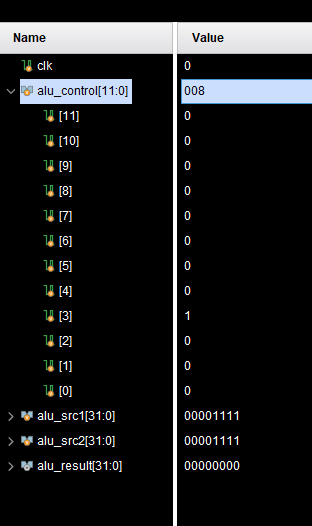 Name Value
clk 0
alu_control[11:0] 008
[11] 0
[10] 0
[9] 0
[8] 0
[7] 0
[6] 0
[5] 0
[4] 0
[3] 1
[2] 0
[1] 0
[0] 0
alu_src1[31:0] 00001111
alu_src2[31:0] 00001111
alu_result[31:0] 00000000